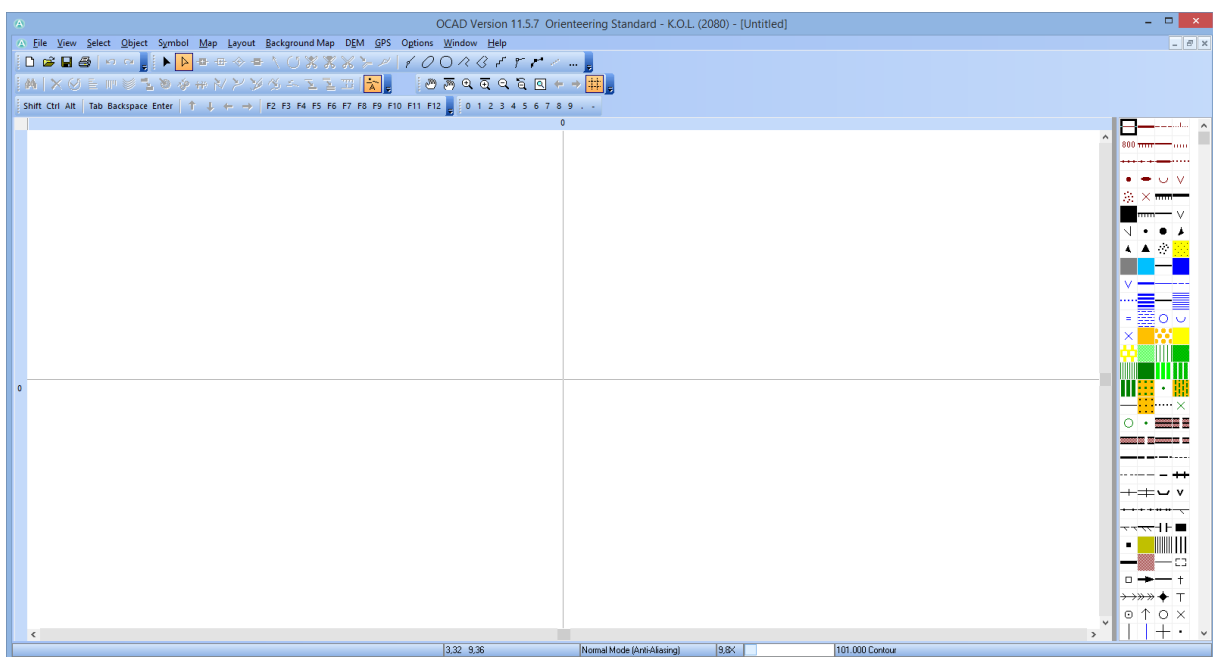 OCAD Version 11.5.7 Orienteering Standard - K.O.L. (2080) - [Untitled]
File View Select Object Symbol Map Layout Background Map DEM GPS Options Window Help
Shift Ctrl Alt Tab Backspace Enter F2 F3 F4 F5 F6 F7 F8 F9 F10 F11 F12 0 1 2 3 4 5 6 7 8 9 . -
0
800
0
3,32 9,36 Normal Mode (Anti-Aliasing) 9,8X 101.000 Contour